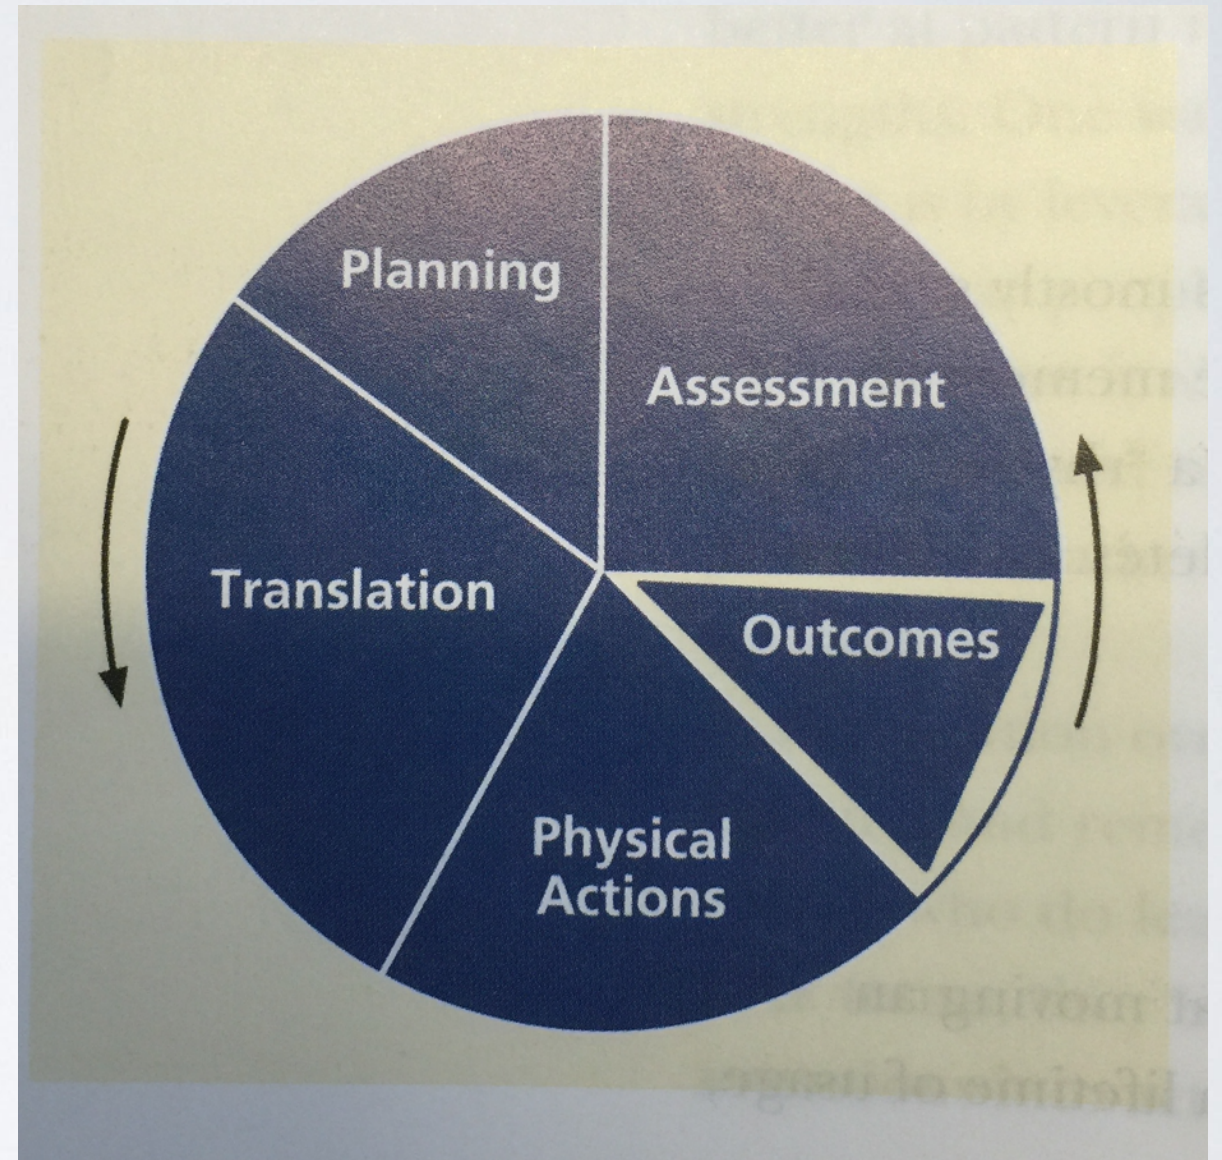 Planning
Assessment
Translation
Outcomes
Physical
Actions